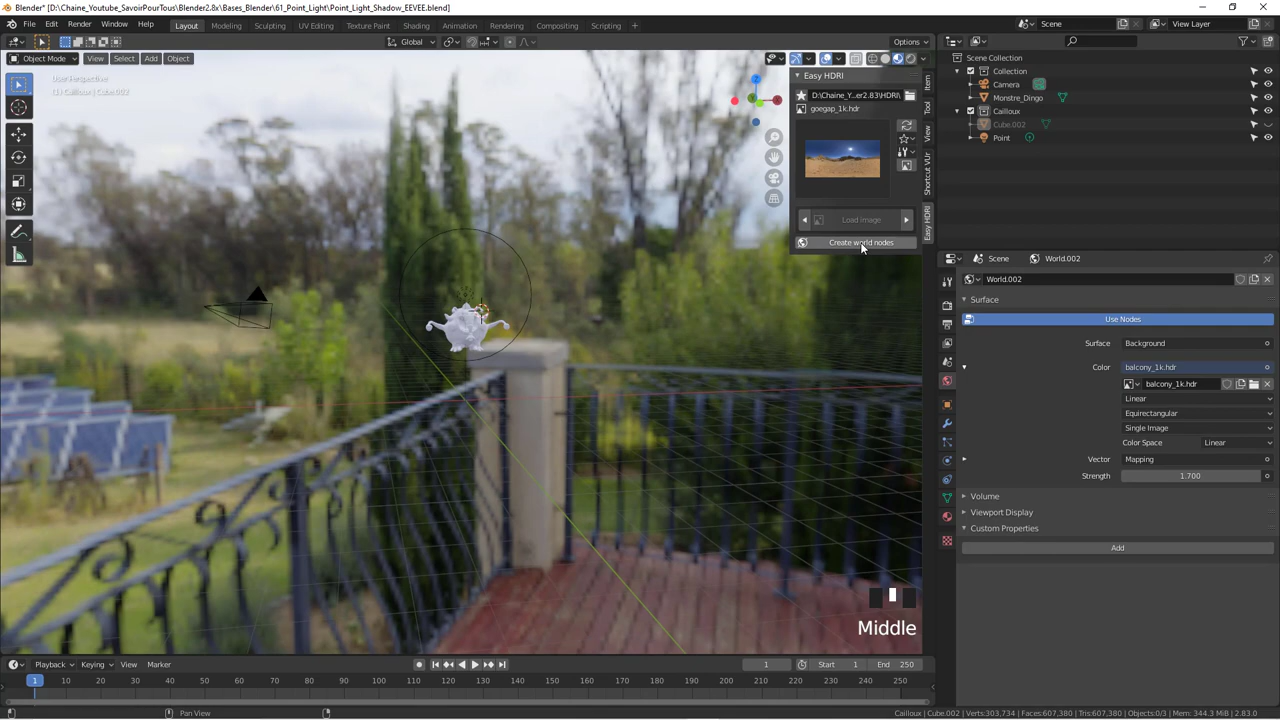 Blender* [D:\Chaine_Youtube_SavoirPourTous\Blender2.8x\Bases_Blender\61_Point_Light\Point_Light_Shadow_EEVEE.blend]
File Edit Render Window Help Layout Modeling Sculpting UV Editing Texture Paint Shading Animation Rendering Compositing Scripting + Scene View Layer
Global Options
Object Mode View Select Add Object
User Perspective
(1) Cailloux | Cube.002
Easy HDRI
D:\Chaine_Y...er2.83\HDRI\
goegap_1k.hdr
Load image
Create world nodes
Item
Tool
View
Shortcut VUr
Easy HDRI
Scene Collection
Collection
Camera
Monstre_Dingo
Cailloux
Cube.002
Point
Scene World.002
World.002
Surface
Use Nodes
Surface Background
Color balcony_1k.hdr
balcony_1k.hdr
Linear
Equirectangular
Single Image
Color Space Linear
Vector Mapping
Strength 1.700
Volume
Viewport Display
Custom Properties
Add
Middle
Playback Keying View Marker 1 Start 1 End 250
1 10 20 30 40 50 60 70 80 90 100 110 120 130 140 150 160 170 180 190 200 210 220 230 240 250
Pan View Cailloux | Cube.002 | Verts:303,734 | Faces:607,380 | Tris:607,380 | Objects:0/3 | Mem: 344.3 MiB | 2.83.0